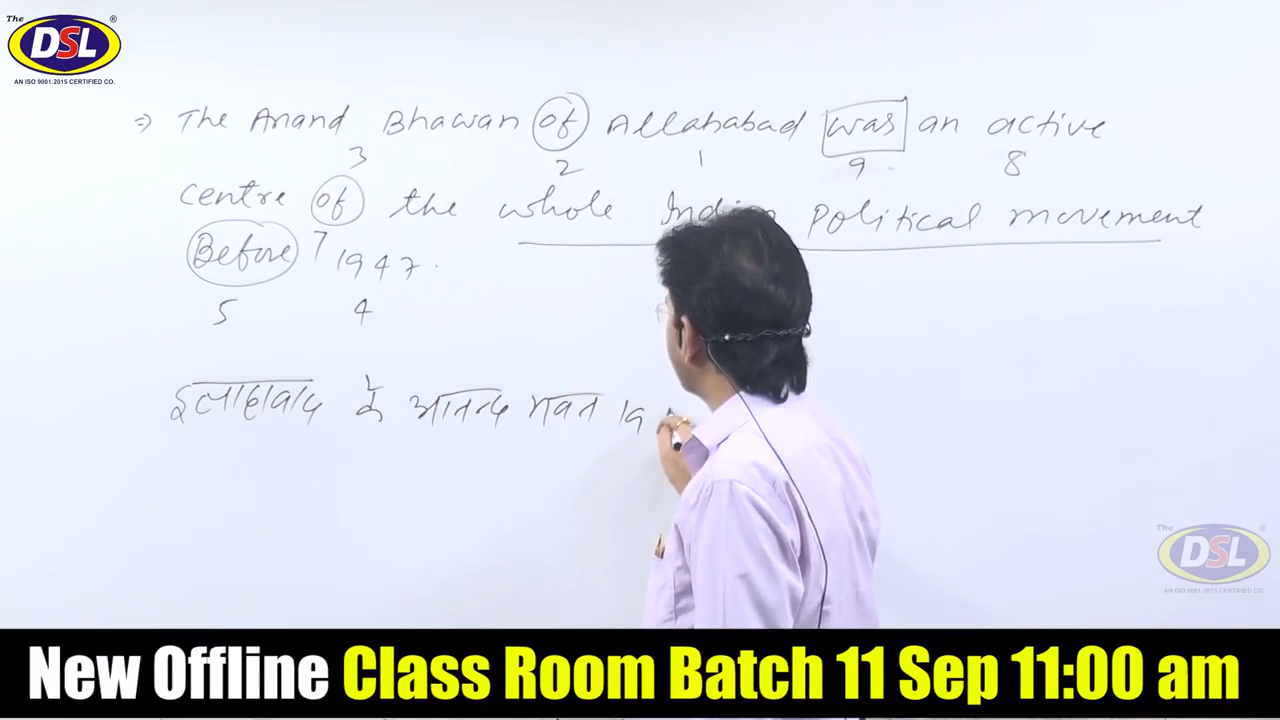 The
DSL
®
AN ISO 9001:2015 CERTIFIED CO.
⇒ The Anand Bhawan of Allahabad was an active
3 2 1 9 8
centre of the whole Indian Political movement
7
Before 1947.
5 4
इलाहावाद के आनन्द भवन 19
The
DSL
®
AN ISO 9001:2015 CERTIFIED CO.
New Offline Class Room Batch 11 Sep 11:00 am